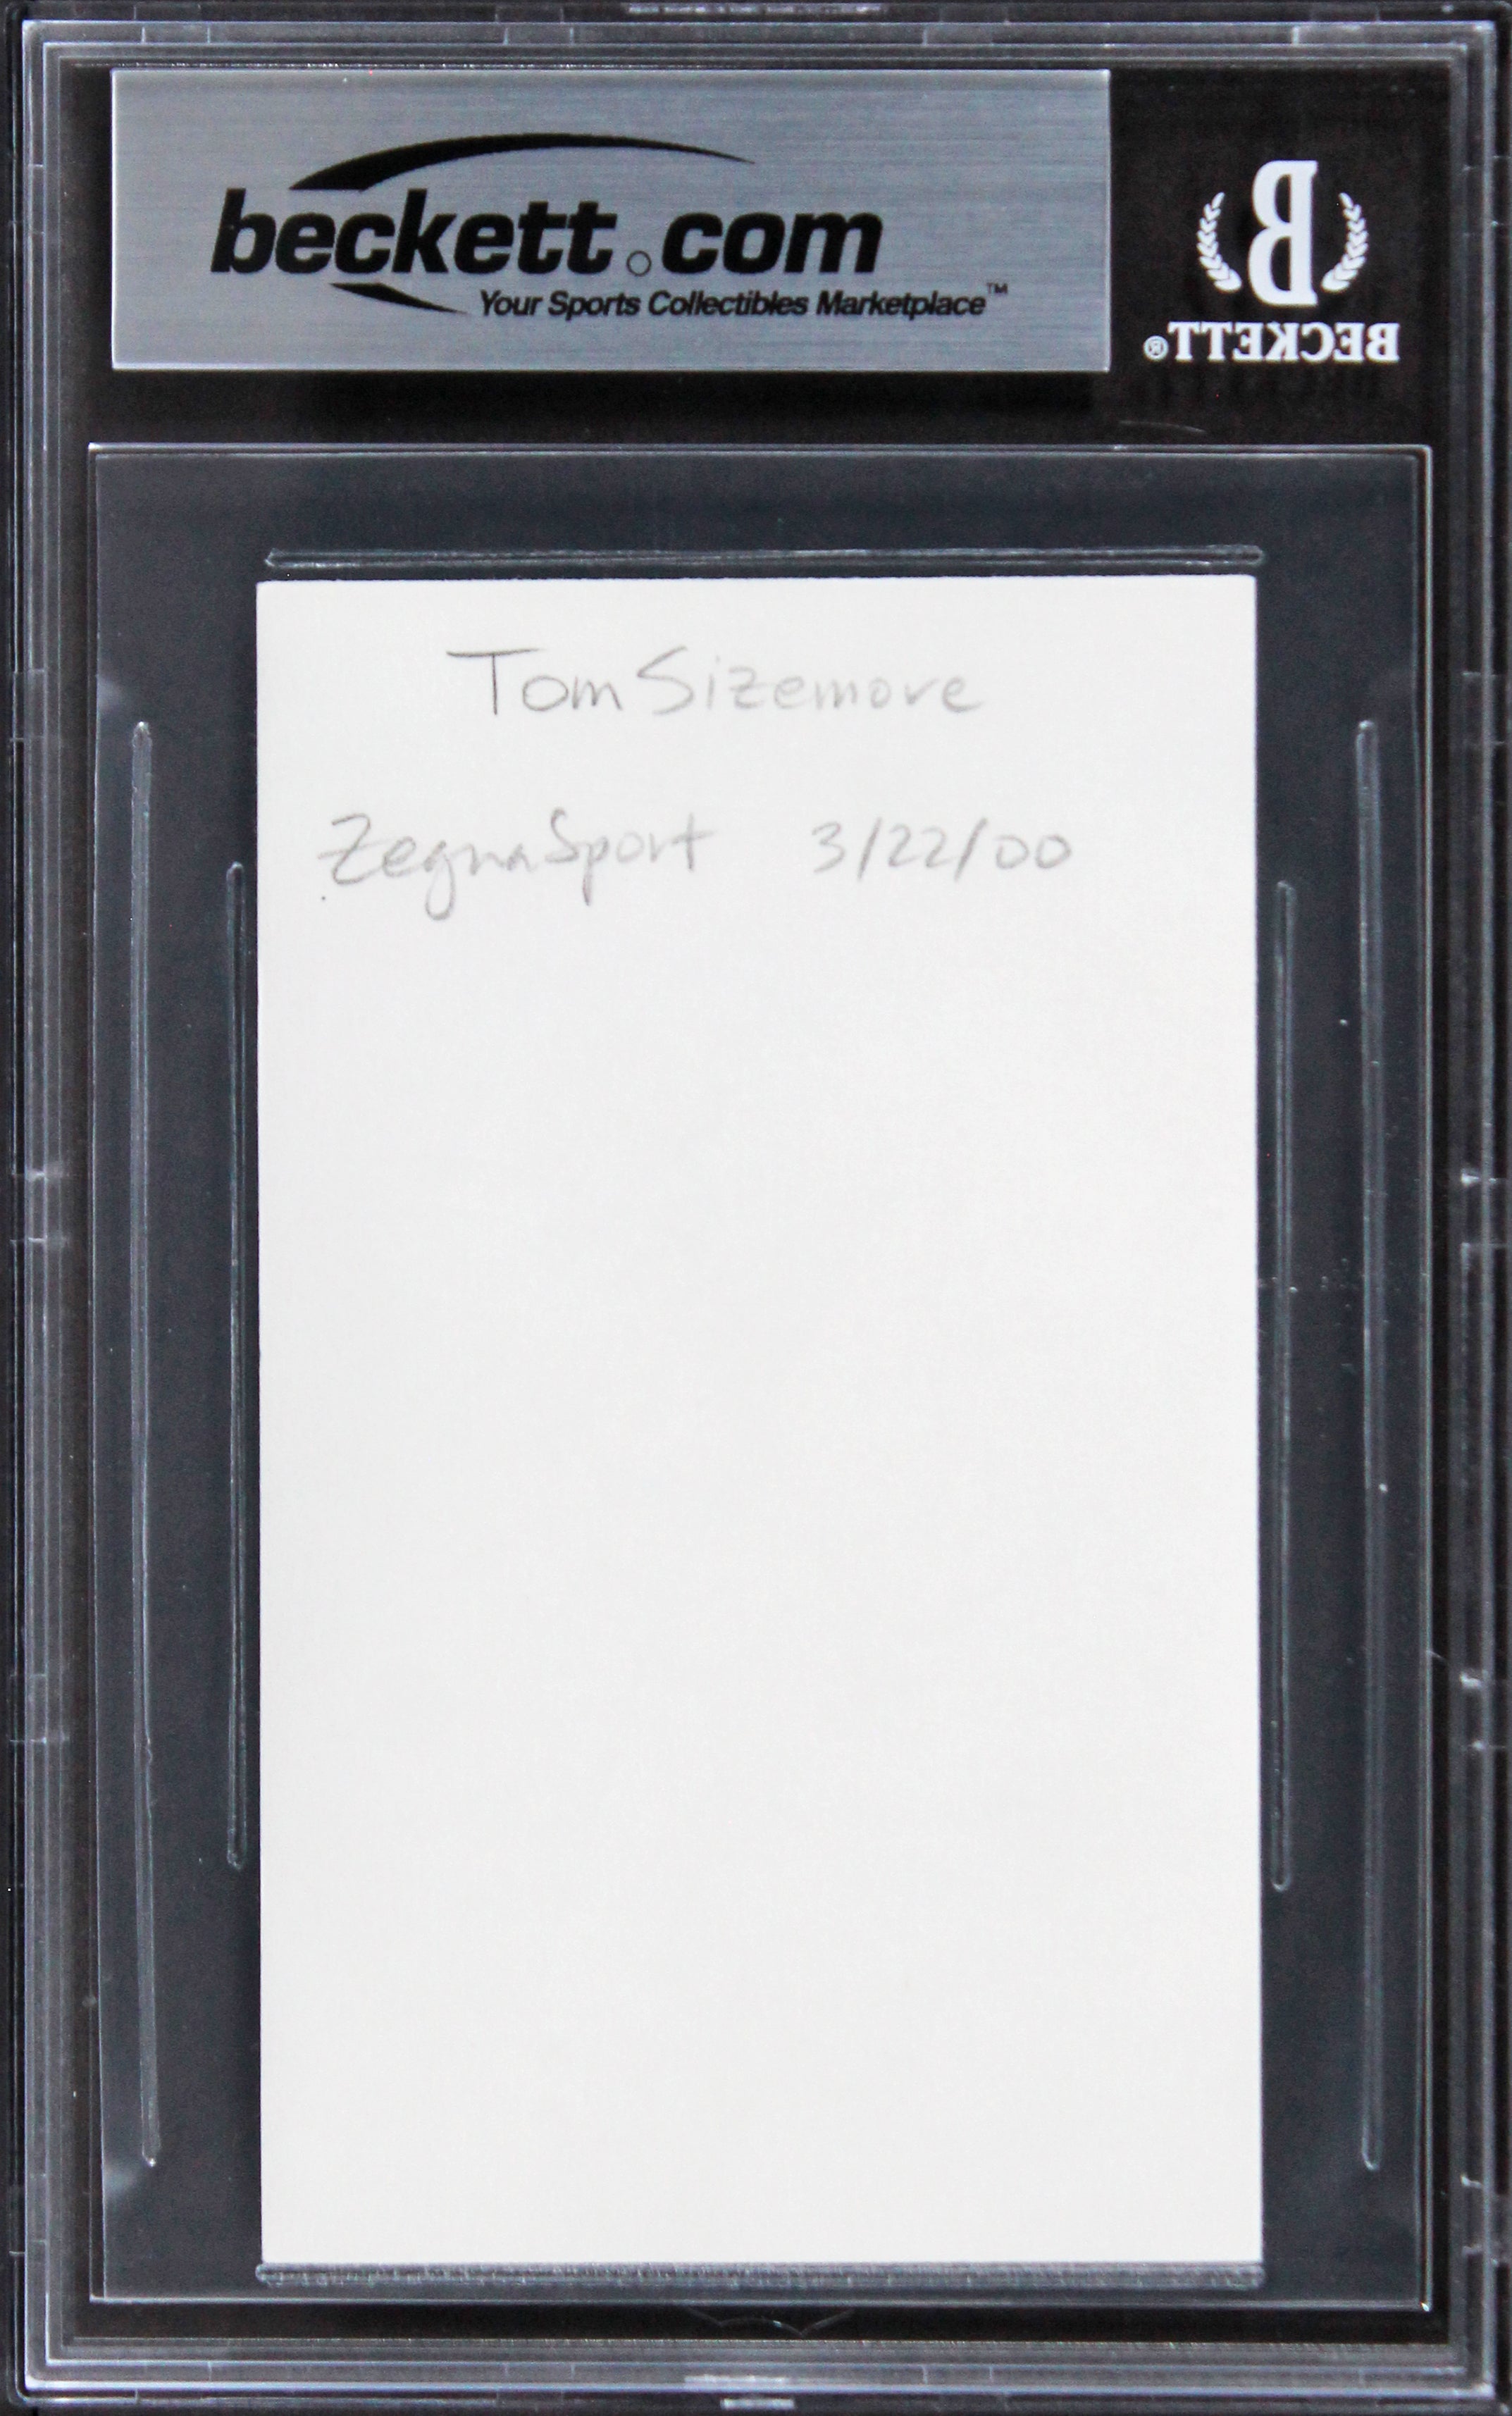 beckett.com
Your Sports Collectibles Marketplace™
B
BECKETT®
Tom Sizemore
ZegnaSport 3/22/00